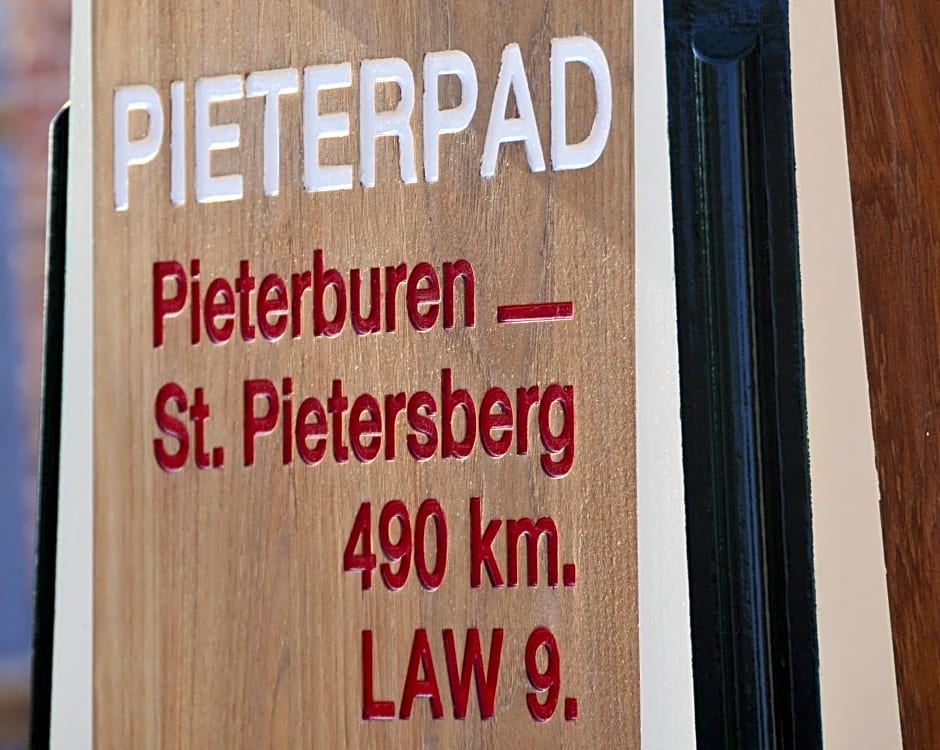 PIETERPAD
Pieterburen —
St. Pietersberg
490 km.
LAW 9.